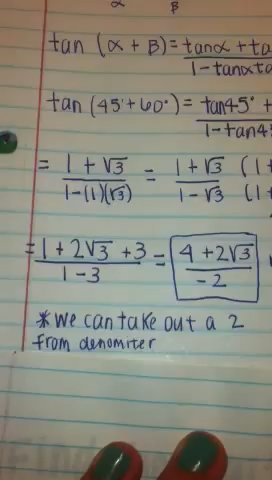 α β
tan (α + β) = tanα + ta
1 - tanα ta
tan (45° + 60°) = tan45° +
1 - tan4
= 1 + √3 = 1 + √3 (1+
1 - (1)(√3) 1 - √3 (1
= 1 + 2√3 + 3 = 4 + 2√3
1 - 3 -2
*we can take out a 2
from denomiter